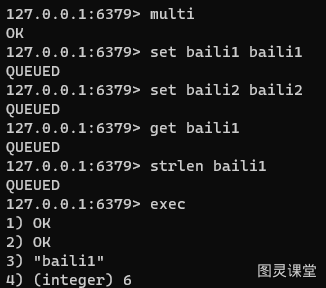 127.0.0.1:6379> multi
OK
127.0.0.1:6379> set baili1 baili1
QUEUED
127.0.0.1:6379> set baili2 baili2
QUEUED
127.0.0.1:6379> get baili1
QUEUED
127.0.0.1:6379> strlen baili1
QUEUED
127.0.0.1:6379> exec
1) OK
2) OK
3) "baili1"
4) (integer) 6
图灵课堂